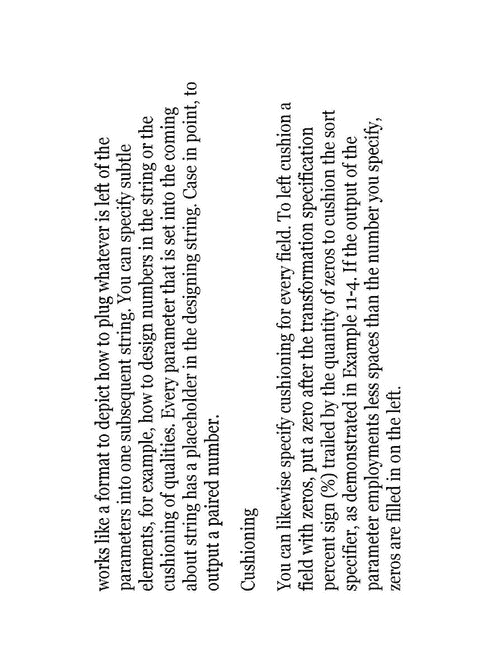 works like a format to depict how to plug whatever is left of the
parameters into one subsequent string. You can specify subtle
elements, for example, how to design numbers in the string or the
cushioning of qualities. Every parameter that is set into the coming
about string has a placeholder in the designing string. Case in point, to
output a paired number.
Cushioning
You can likewise specify cushioning for every field. To left cushion a
field with zeros, put a zero after the transformation specification
percent sign (%) trailed by the quantity of zeros to cushion the sort
specifier, as demonstrated in Example 11-4. If the output of the
parameter employments less spaces than the number you specify,
zeros are filled in on the left.